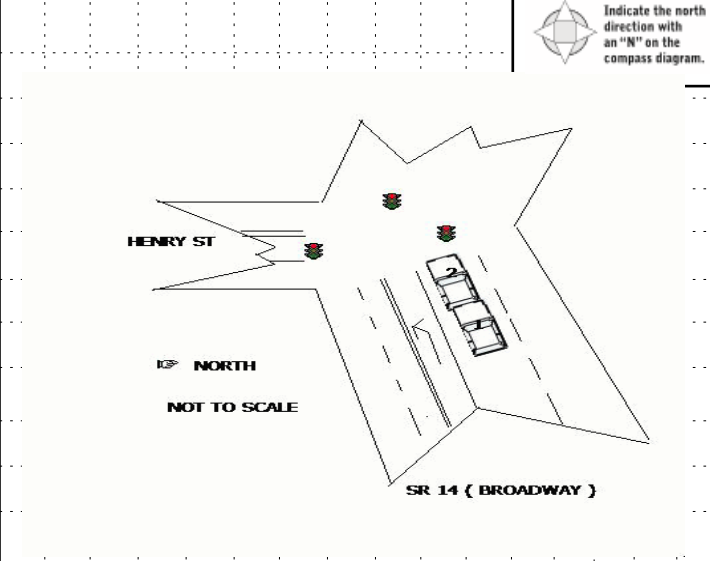 Indicate the north
direction with
an "N" on the
compass diagram.
HENRY ST
2
NORTH
NOT TO SCALE
SR 14 ( BROADWAY )